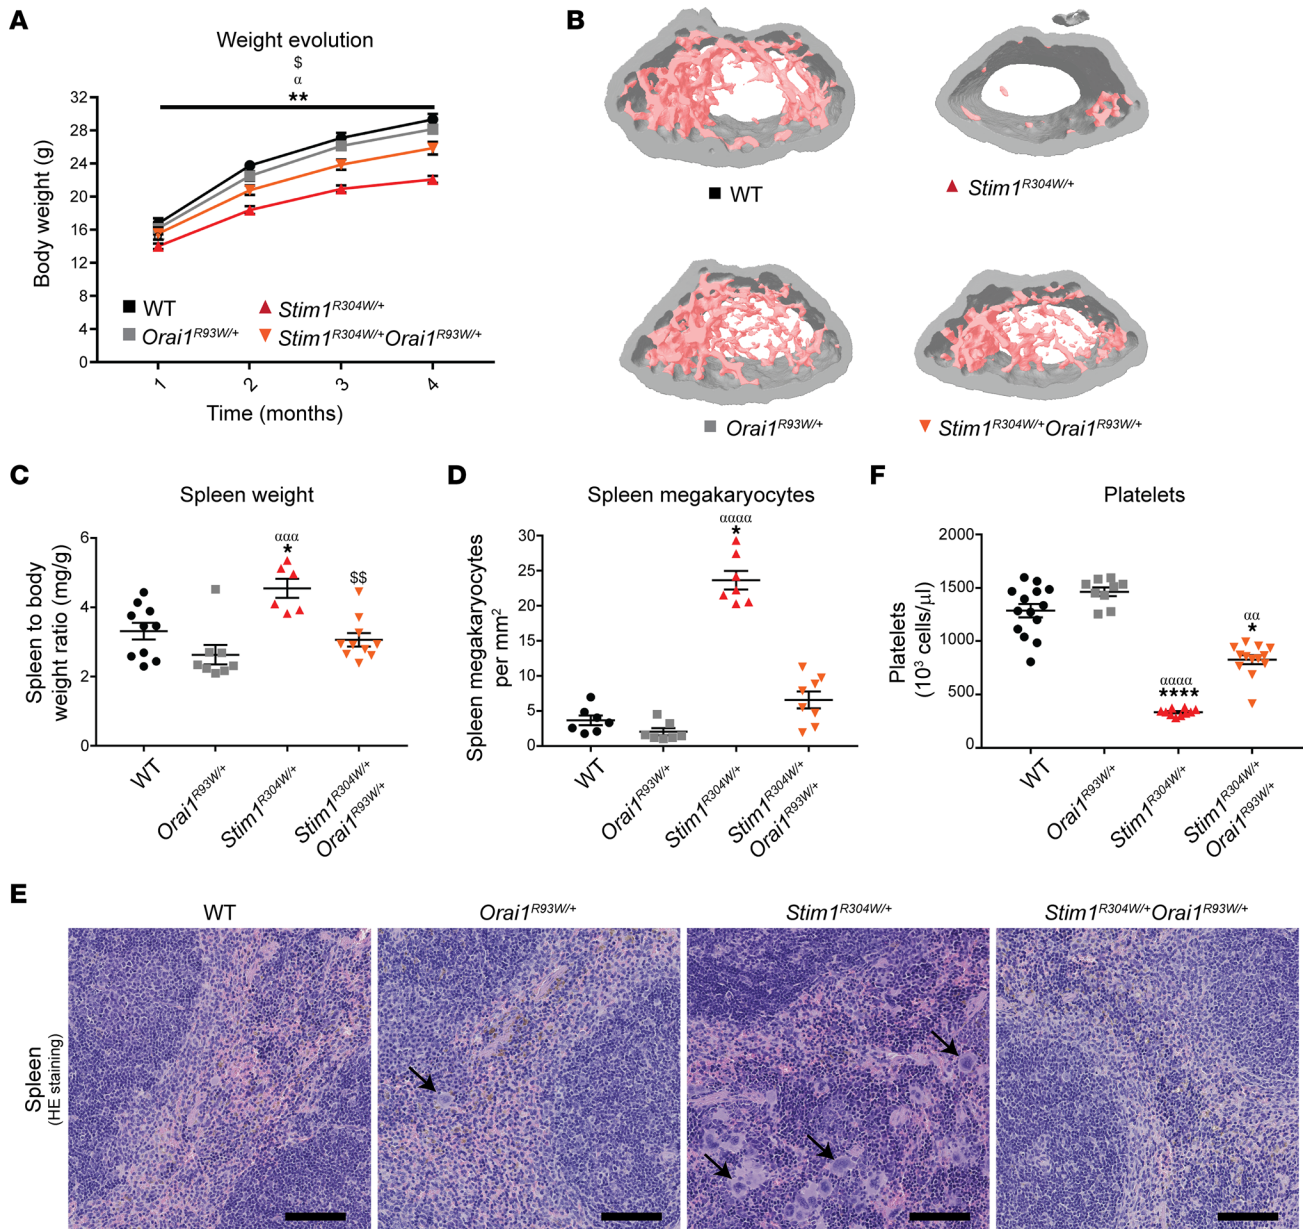 A
Weight evolution
$
α
**
Body weight (g)
32
28
24
20
16
12
8
4
0
WT
Orai1R93W/+
Stim1R304W/+
Stim1R304W/+Orai1R93W/+
1
2
3
4
Time (months)
B
WT
Stim1R304W/+
Orai1R93W/+
Stim1R304W/+Orai1R93W/+
C
Spleen weight
Spleen to body
weight ratio (mg/g)
6
4
2
0
ααα
*
$$
WT
Orai1R93W/+
Stim1R304W/+
Stim1R304W/+
Orai1R93W/+
D
Spleen megakaryocytes
Spleen megakaryocytes
per mm2
30
25
20
15
10
5
0
αααα
*
WT
Orai1R93W/+
Stim1R304W/+
Stim1R304W/+
Orai1R93W/+
F
Platelets
Platelets
(103 cells/μl)
2000
1500
1000
500
0
αααα
****
αα
*
WT
Orai1R93W/+
Stim1R304W/+
Stim1R304W/+
Orai1R93W/+
E
WT
Orai1R93W/+
Stim1R304W/+
Stim1R304W/+Orai1R93W/+
Spleen
(HE staining)